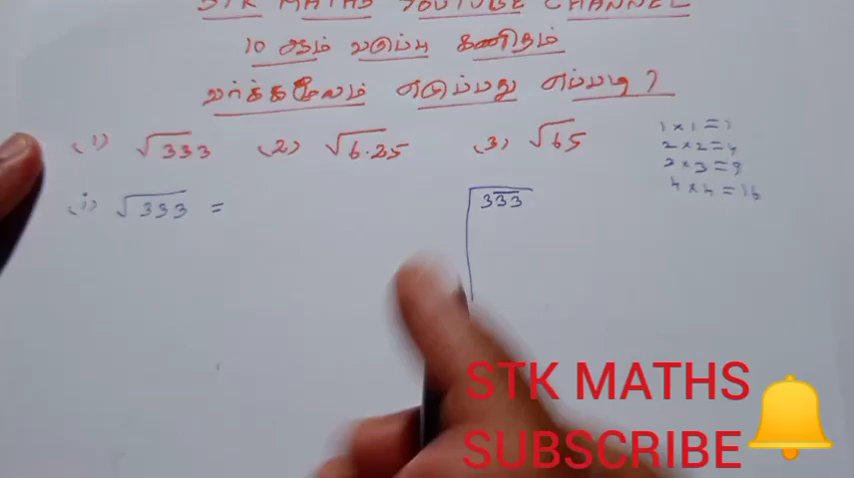 STK MATHS YOUTUBE CHANNEL
10 ஆம் வகுப்பு கணிதம்
வர்க்கமூலம் எடுப்பது எப்படி ?
(1) √333 (2) √6.25 (3) √65
1 × 1 = 1
2 × 2 = 4
3 × 3 = 9
4 × 4 = 16
(i) √333 =
333
STK MATHS
SUBSCRIBE